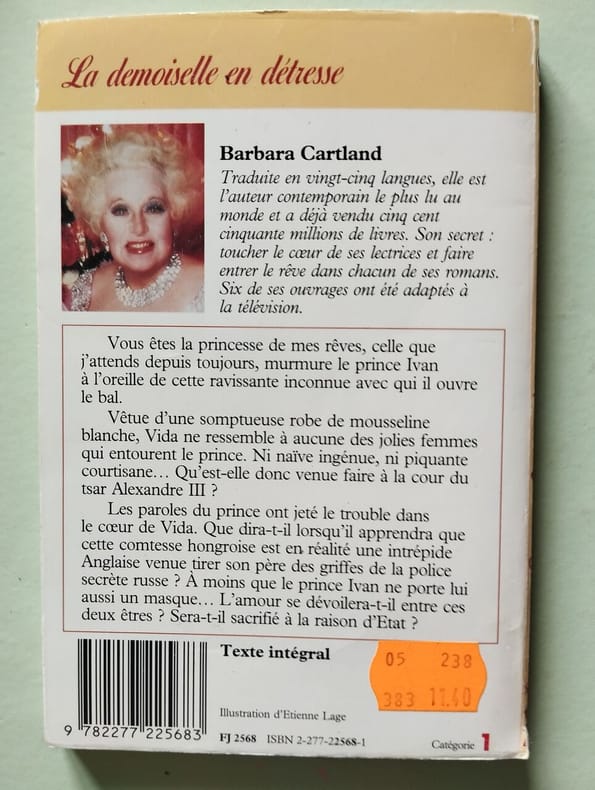 La demoiselle en détresse
Barbara Cartland
Traduite en vingt-cinq langues, elle est
l'auteur contemporain le plus lu au
monde et a déjà vendu cinq cent
cinquante millions de livres. Son secret :
toucher le cœur de ses lectrices et faire
entrer le rêve dans chacun de ses romans.
Six de ses ouvrages ont été adaptés à
la télévision.
Vous êtes la princesse de mes rêves, celle que
j'attends depuis toujours, murmure le prince Ivan
à l'oreille de cette ravissante inconnue avec qui il ouvre
le bal.
Vêtue d'une somptueuse robe de mousseline
blanche, Vida ne ressemble à aucune des jolies femmes
qui entourent le prince. Ni naïve ingénue, ni piquante
courtisane... Qu'est-elle donc venue faire à la cour du
tsar Alexandre III ?
Les paroles du prince ont jeté le trouble dans
le cœur de Vida. Que dira-t-il lorsqu'il apprendra que
cette comtesse hongroise est en réalité une intrépide
Anglaise venue tirer son père des griffes de la police
secrète russe ? À moins que le prince Ivan ne porte lui
aussi un masque... L'amour se dévoilera-t-il entre ces
deux êtres ? Sera-t-il sacrifié à la raison d'Etat ?
Texte intégral
05 238
383 11.40
Illustration d'Etienne Lage
9 782277 225683
FJ 2568 ISBN 2-277-22568-1
Catégorie 1